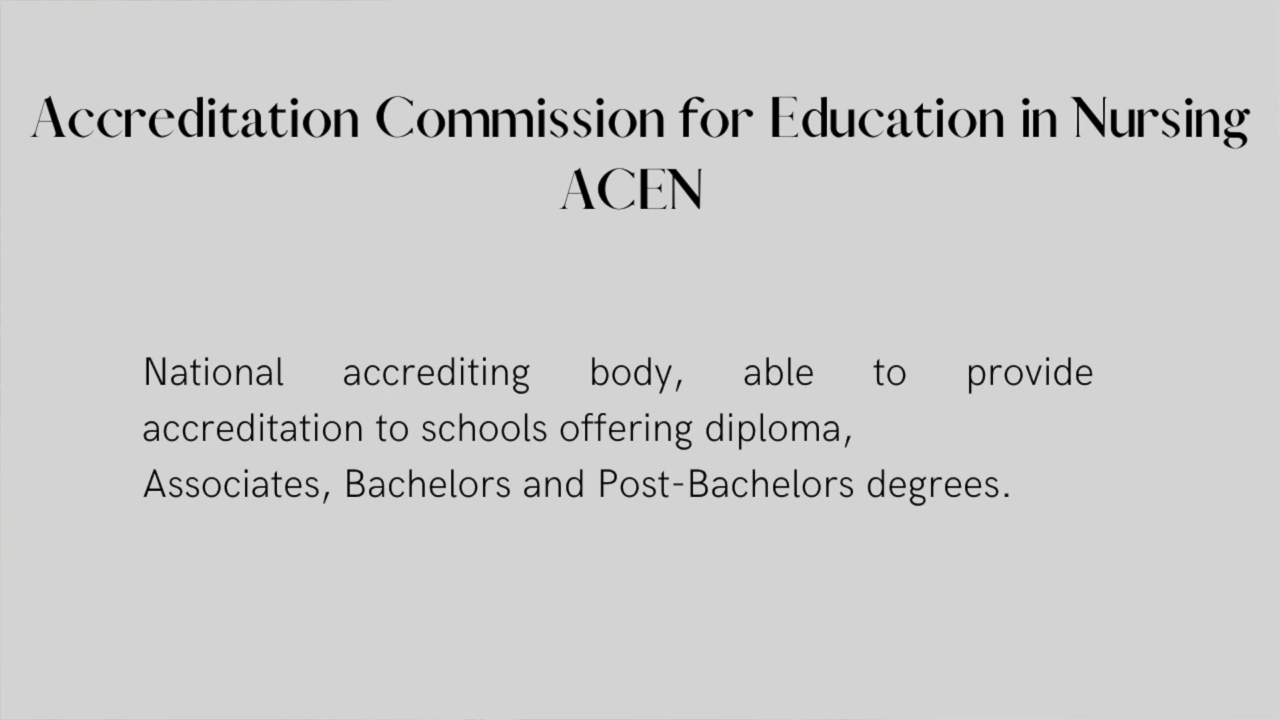 Accreditation Commission for Education in Nursing
ACEN
National accrediting body, able to provide
accreditation to schools offering diploma,
Associates, Bachelors and Post-Bachelors degrees.